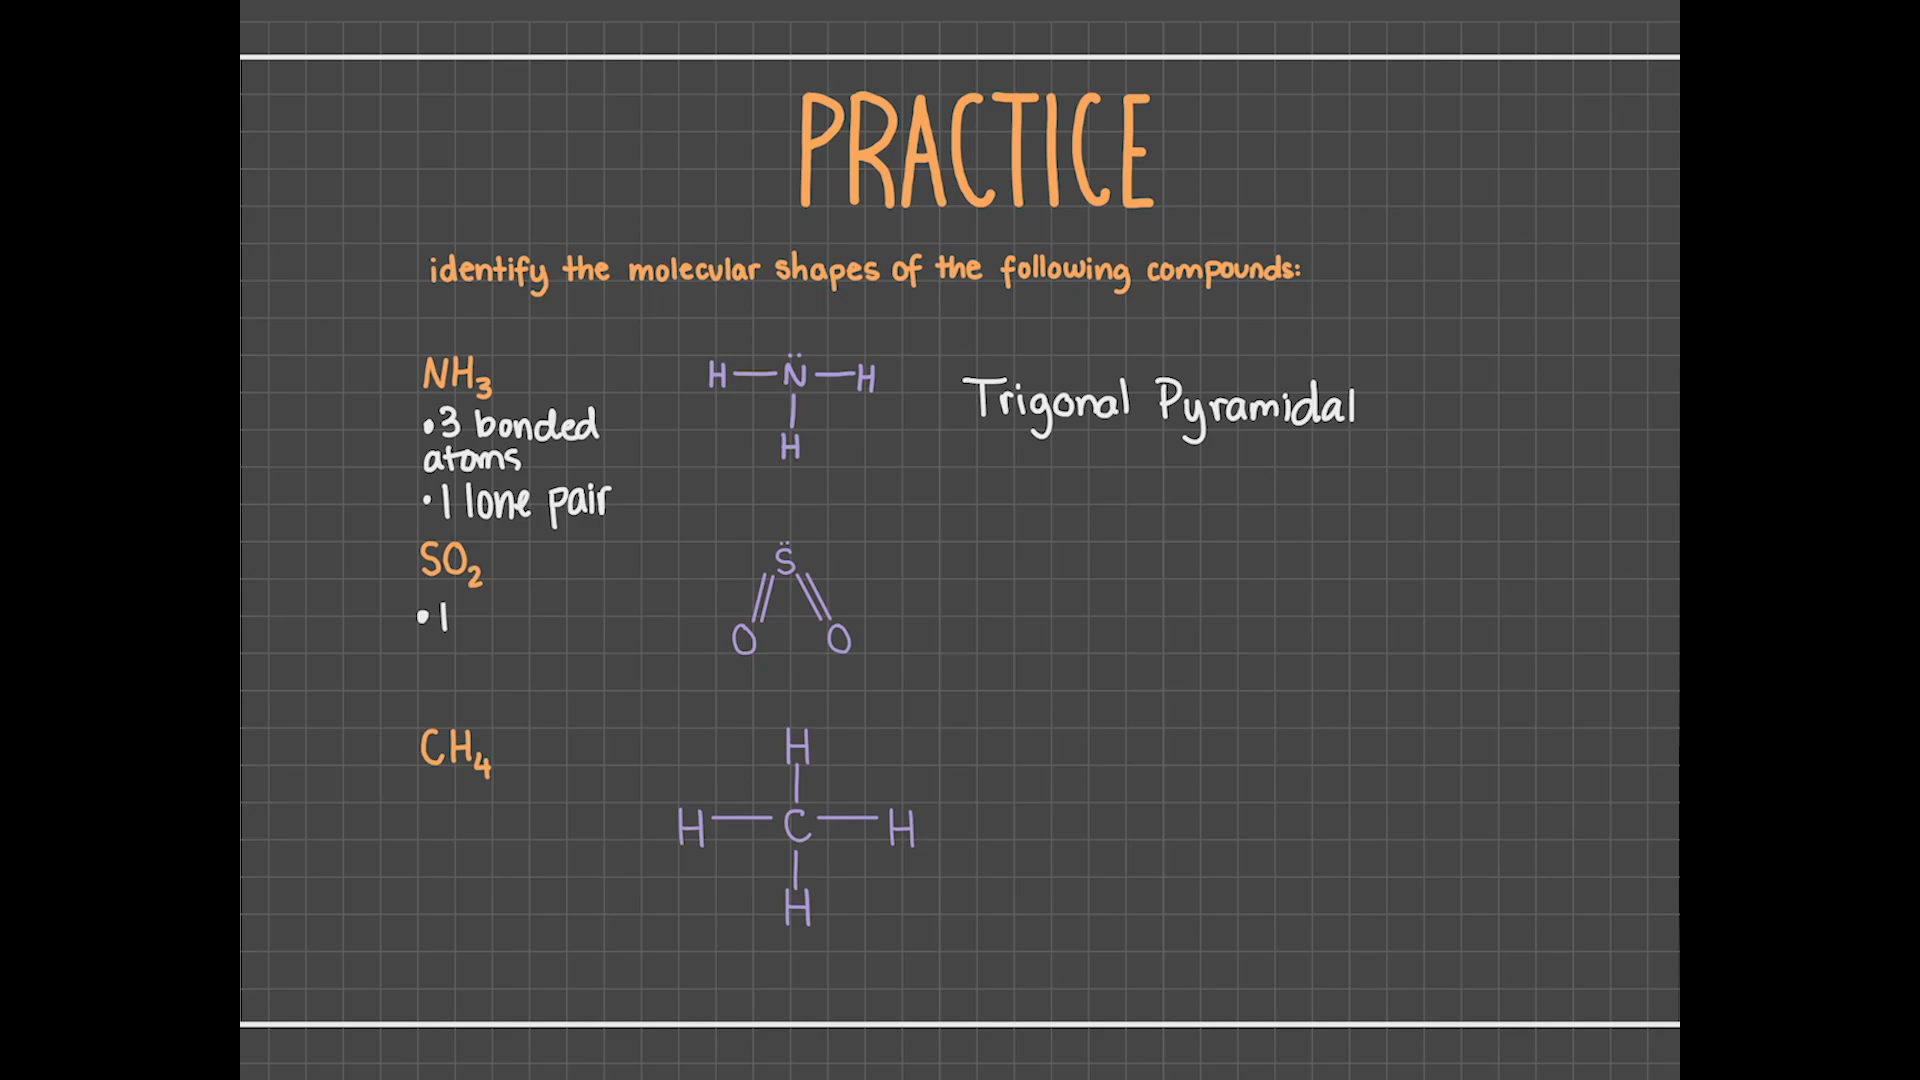 PRACTICE
identify the molecular shapes of the following compounds:
NH₃
•3 bonded
atoms
•1 lone pair
H—N̈—H
H
Trigonal Pyramidal
SO₂
•1
S̈
O O
CH₄
H
H—C—H
H